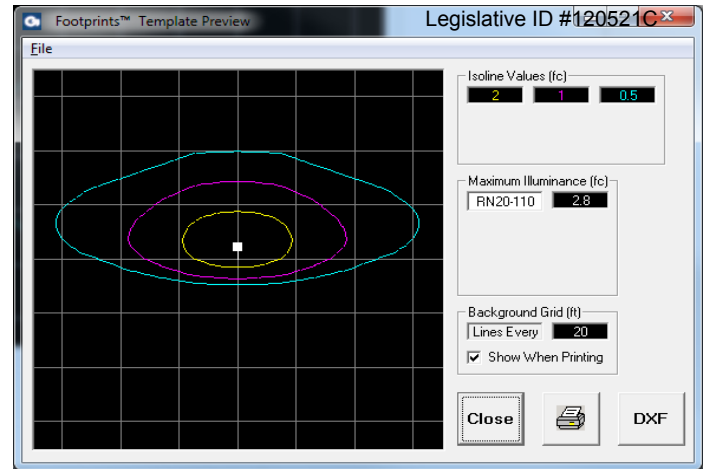 Footprints™ Template Preview
Legislative ID #120521C
File
Isoline Values (fc)
2 1 0.5
Maximum Illuminance (fc)
RN20-110 2.8
Background Grid (ft)
Lines Every 20
Show When Printing
Close DXF